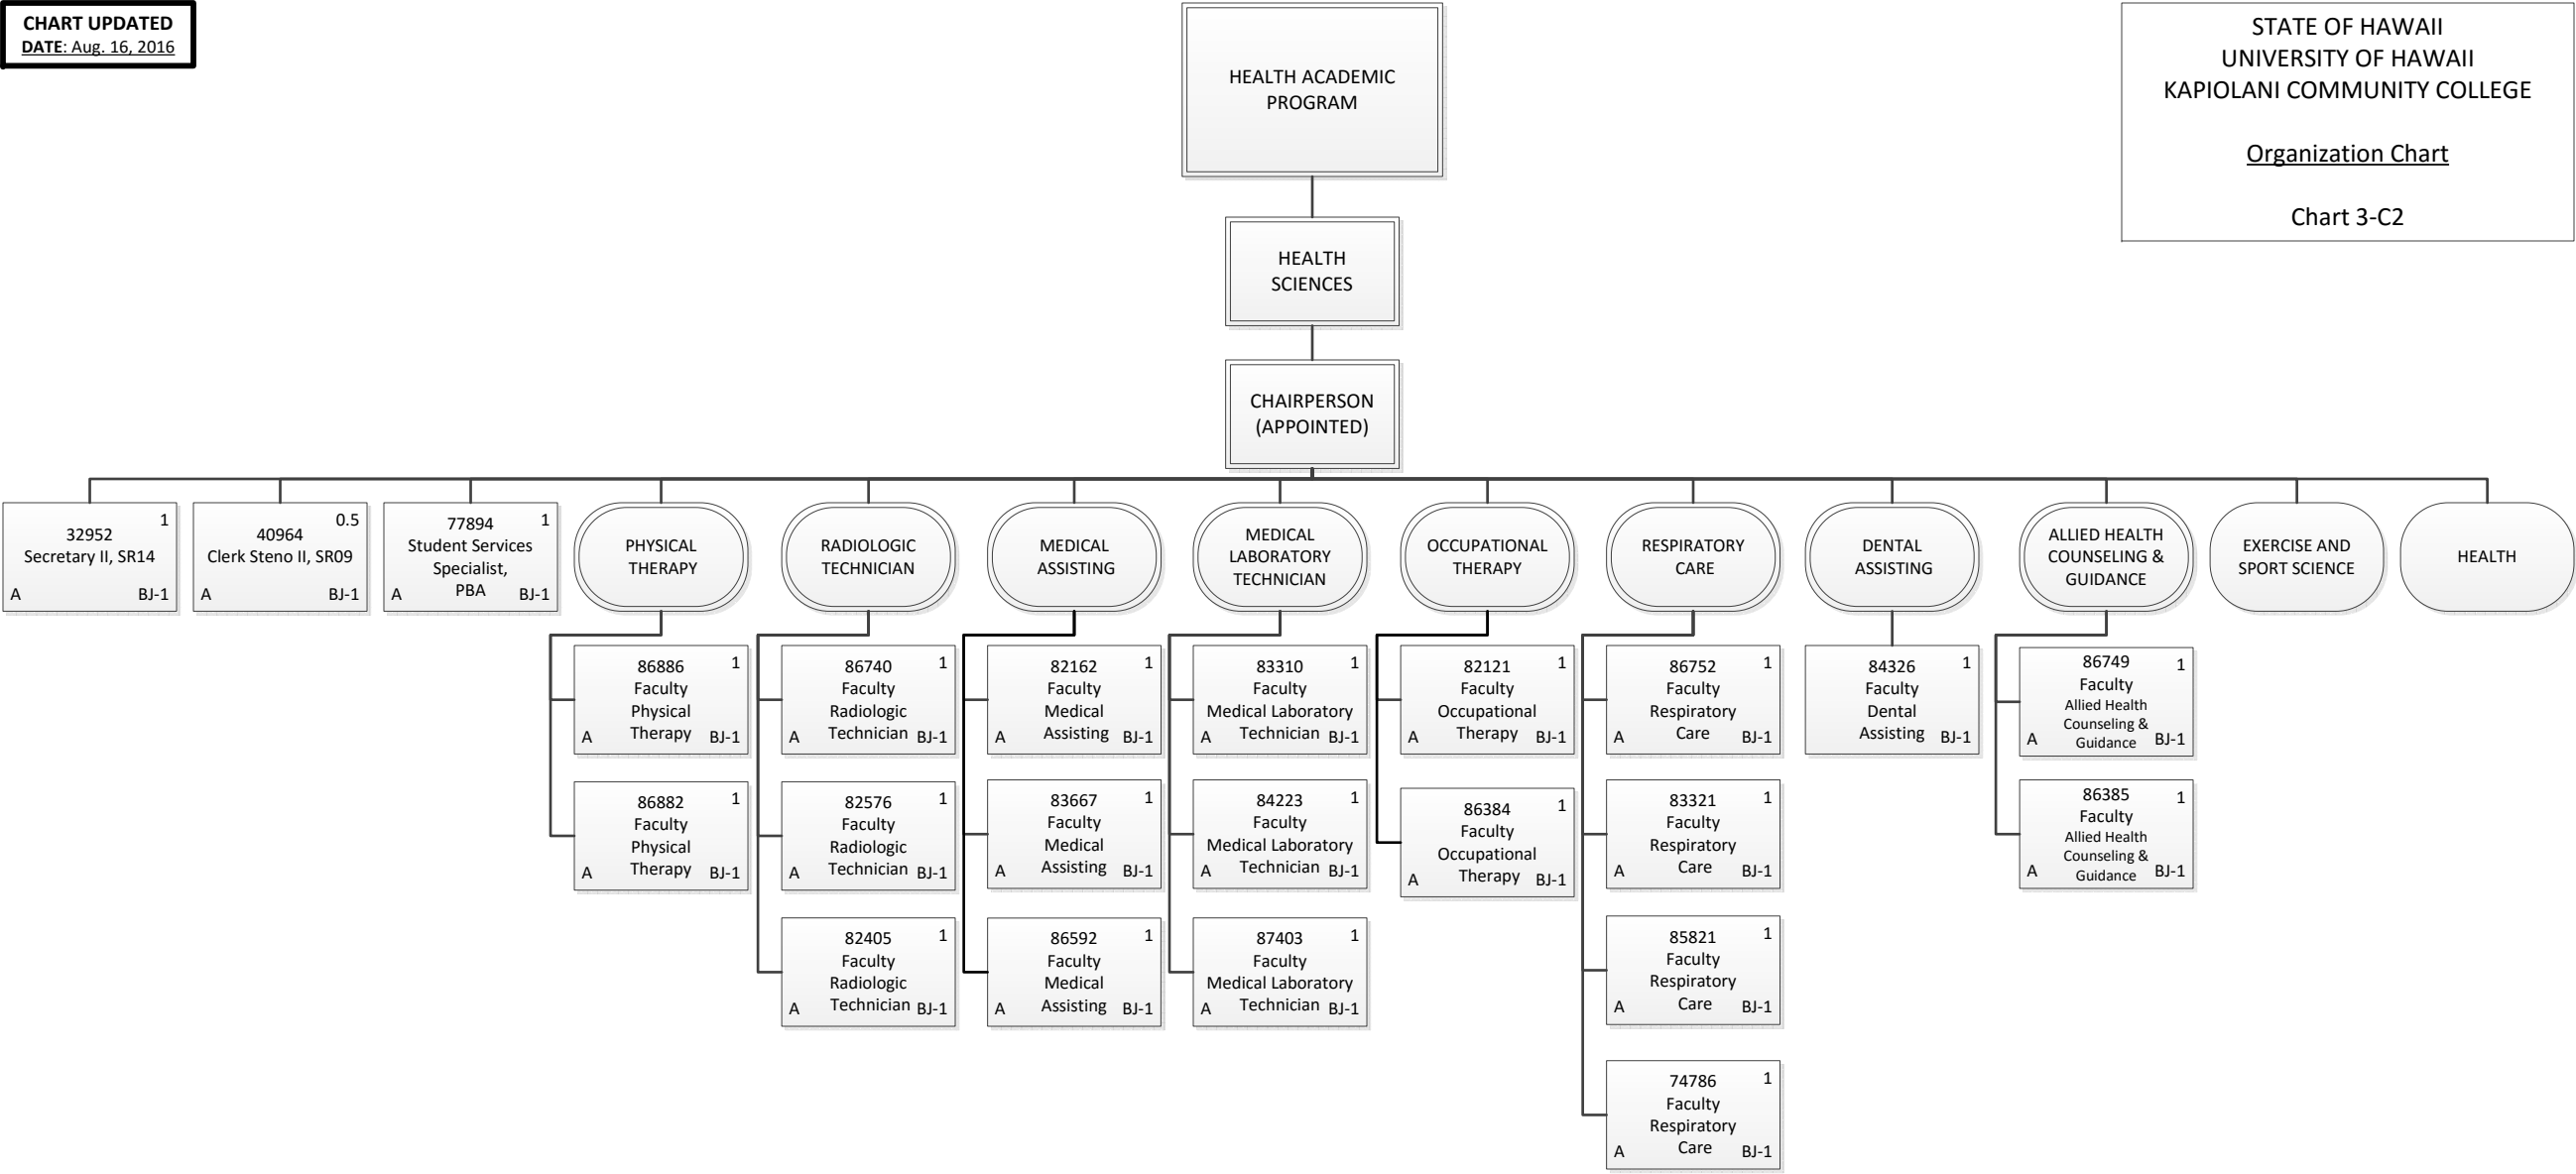 CHART UPDATED
DATE: Aug. 16, 2016
HEALTH ACADEMIC
PROGRAM
STATE OF HAWAII
UNIVERSITY OF HAWAII
KAPIOLANI COMMUNITY COLLEGE
Organization Chart
Chart 3-C2
HEALTH
SCIENCES
CHAIRPERSON
(APPOINTED)
1
32952
Secretary II, SR14
A BJ-1
0.5
40964
Clerk Steno II, SR09
A BJ-1
77894 1
Student Services
Specialist,
PBA
A BJ-1
PHYSICAL
THERAPY
RADIOLOGIC
TECHNICIAN
MEDICAL
ASSISTING
MEDICAL
LABORATORY
TECHNICIAN
OCCUPATIONAL
THERAPY
RESPIRATORY
CARE
DENTAL
ASSISTING
ALLIED HEALTH
COUNSELING &
GUIDANCE
EXERCISE AND
SPORT SCIENCE
HEALTH
86886 1
Faculty
Physical
Therapy
A BJ-1
86882 1
Faculty
Physical
Therapy
A BJ-1
86740 1
Faculty
Radiologic
Technician
A BJ-1
82576 1
Faculty
Radiologic
Technician
A BJ-1
82405 1
Faculty
Radiologic
Technician
A BJ-1
82162 1
Faculty
Medical
Assisting
A BJ-1
83667 1
Faculty
Medical
Assisting
A BJ-1
86592 1
Faculty
Medical
Assisting
A BJ-1
83310 1
Faculty
Medical Laboratory
Technician
A BJ-1
84223 1
Faculty
Medical Laboratory
Technician
A BJ-1
87403 1
Faculty
Medical Laboratory
Technician
A BJ-1
82121 1
Faculty
Occupational
Therapy
A BJ-1
86384 1
Faculty
Occupational
Therapy
A BJ-1
86752 1
Faculty
Respiratory
Care
A BJ-1
83321 1
Faculty
Respiratory
Care
A BJ-1
85821 1
Faculty
Respiratory
Care
A BJ-1
74786 1
Faculty
Respiratory
Care
A BJ-1
84326 1
Faculty
Dental
Assisting
A BJ-1
86749 1
Faculty
Allied Health
Counseling &
Guidance
A BJ-1
86385 1
Faculty
Allied Health
Counseling &
Guidance
A BJ-1